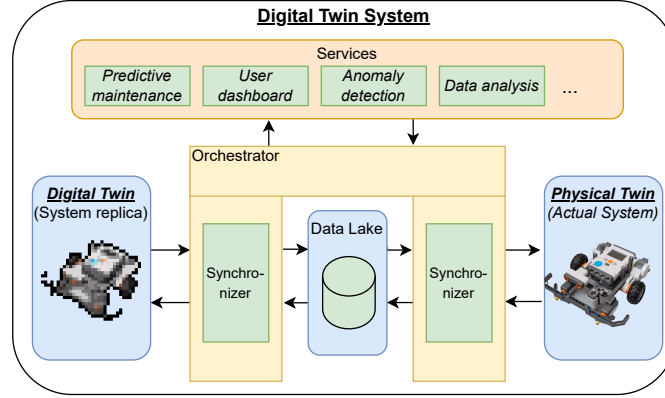 Digital Twin System
Services
Predictive
maintenance
User
dashboard
Anomaly
detection
Data analysis
...
Orchestrator
Digital Twin
(System replica)
Synchro-
nizer
Data Lake
Synchro-
nizer
Physical Twin
(Actual System)